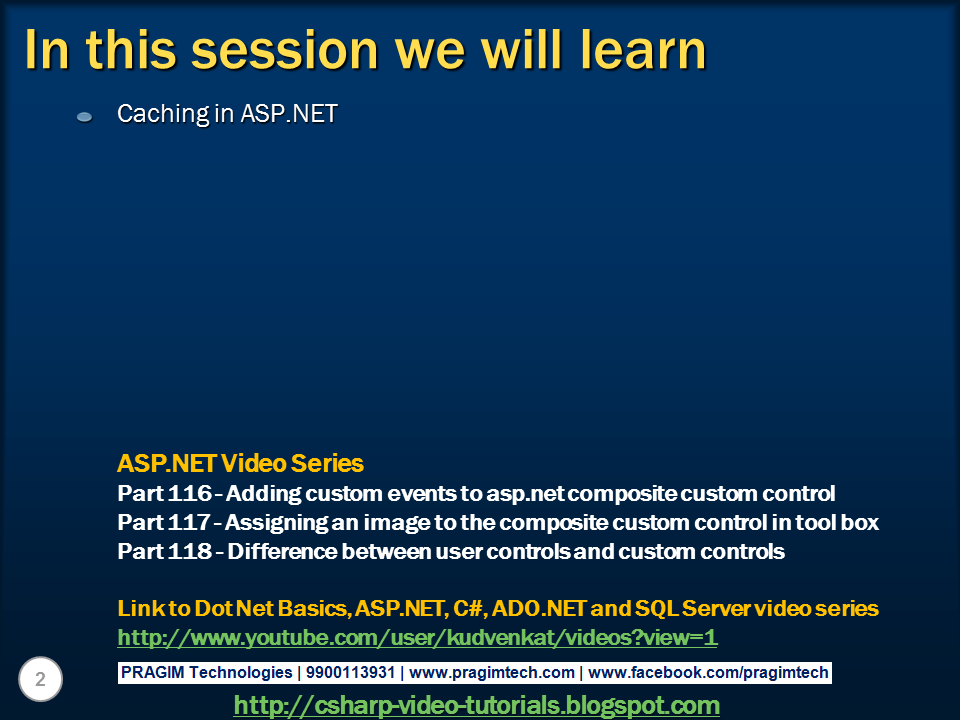 In this session we will learn
Caching in ASP.NET
ASP.NET Video Series
Part 116 - Adding custom events to asp.net composite custom control
Part 117 - Assigning an image to the composite custom control in tool box
Part 118 - Difference between user controls and custom controls
Link to Dot Net Basics, ASP.NET, C#, ADO.NET and SQL Server video series
http://www.youtube.com/user/kudvenkat/videos?view=1
2
PRAGIM Technologies | 9900113931 | www.pragimtech.com | www.facebook.com/pragimtech
http://csharp-video-tutorials.blogspot.com